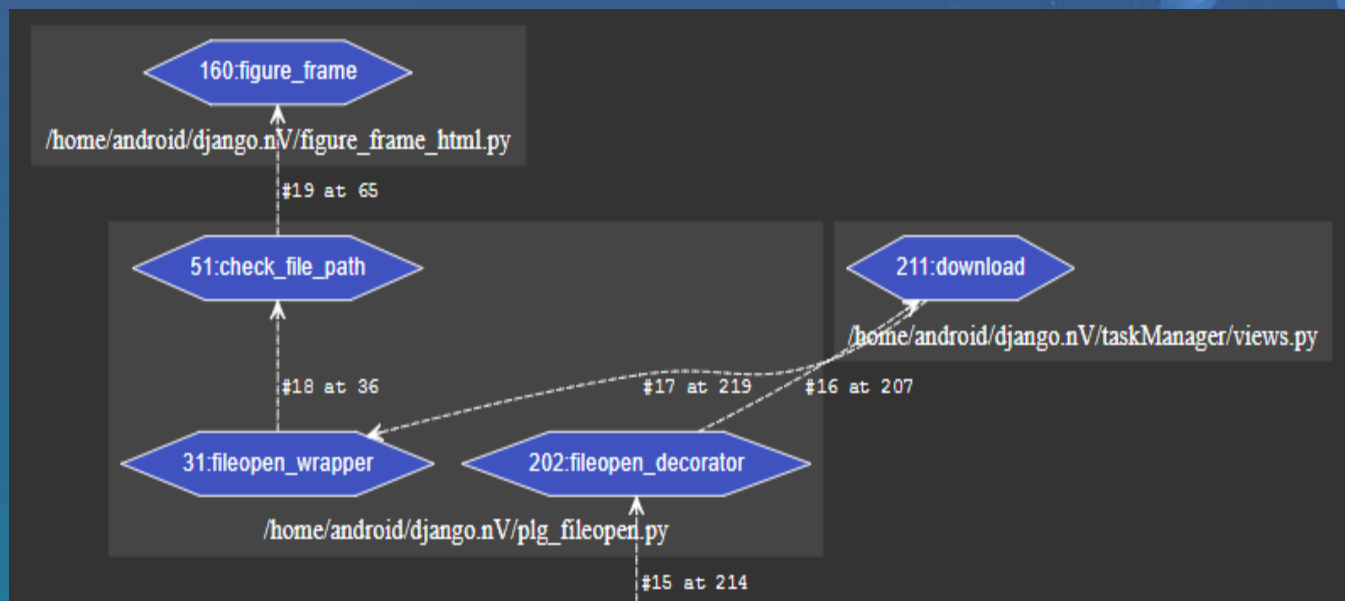 160:figure_frame
/home/android/django.nV/figure_frame_html.py
#19 at 65
51:check_file_path
211:download
/home/android/django.nV/taskManager/views.py
#18 at 36
#17 at 219
#16 at 207
31:fileopen_wrapper
202:fileopen_decorator
/home/android/django.nV/plg_fileopen.py
#15 at 214